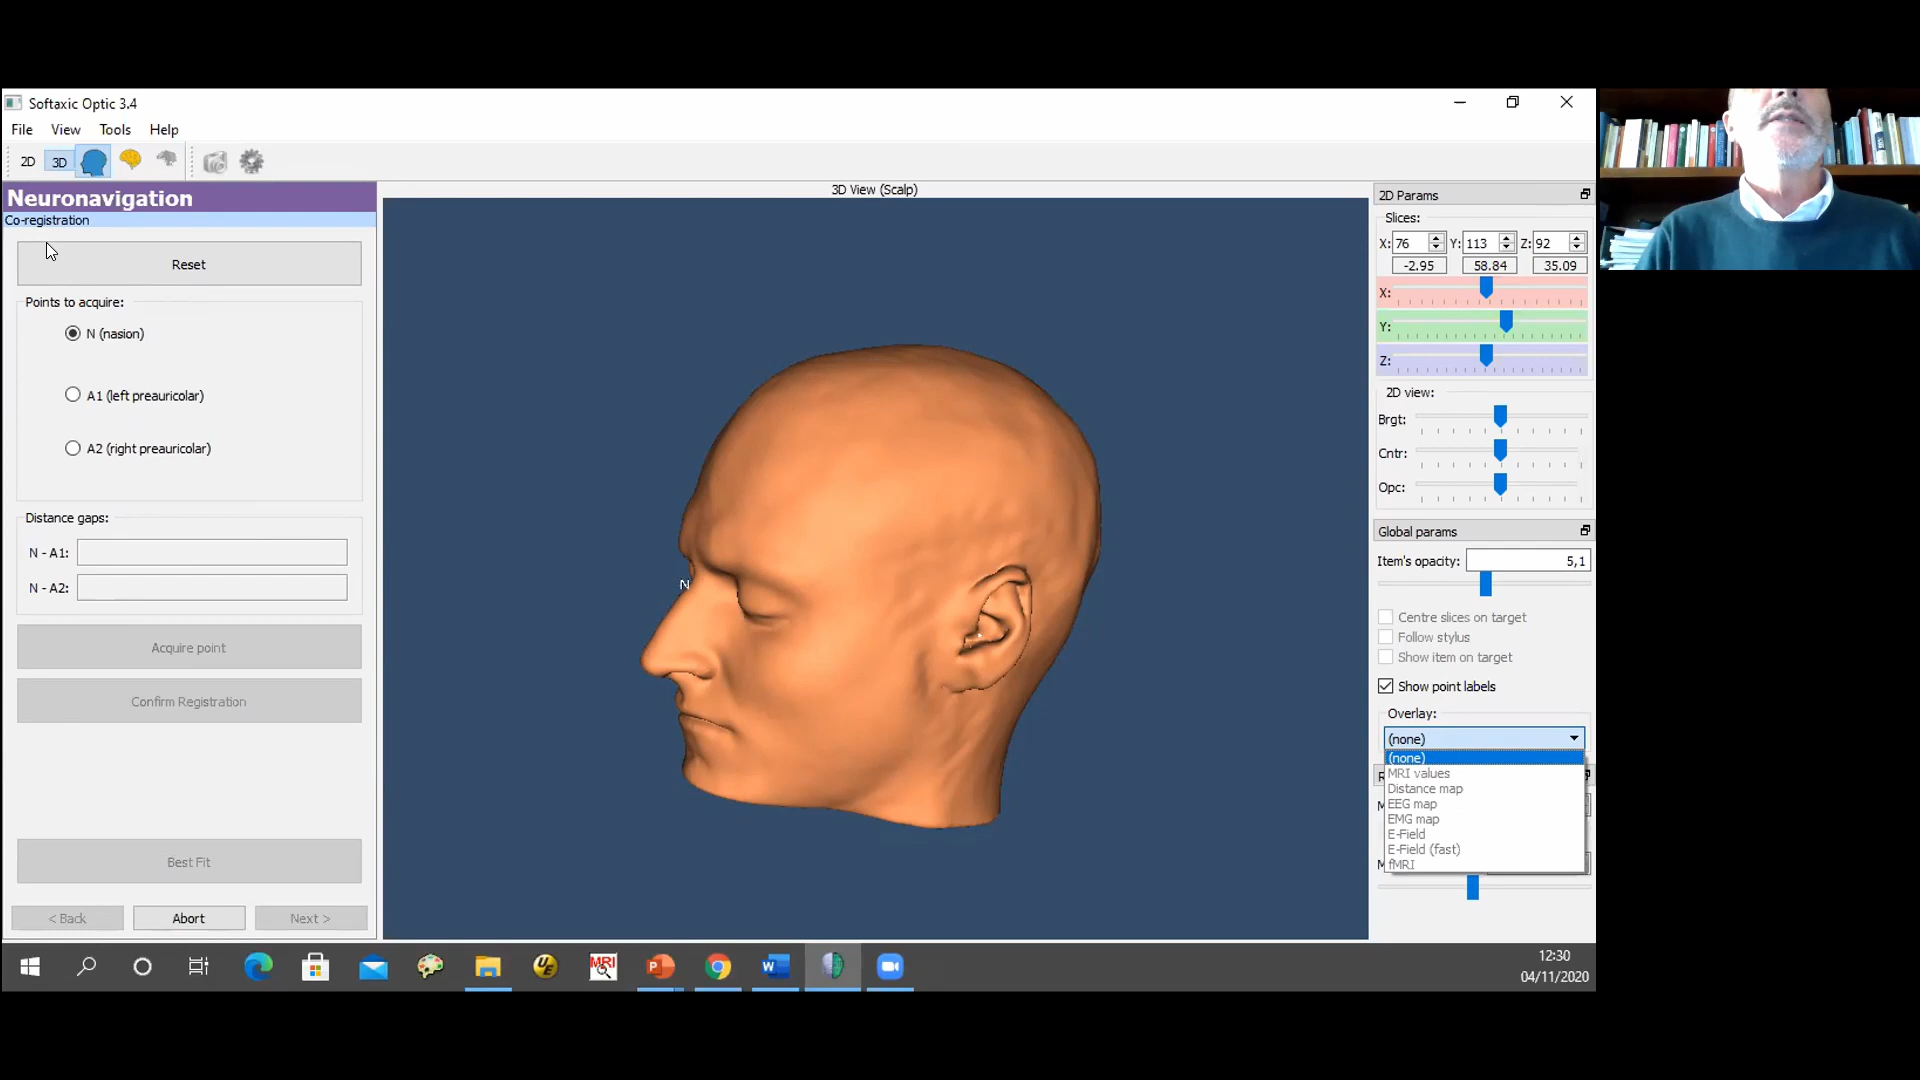 Softaxic Optic 3.4
File View Tools Help
2D 3D
Neuronavigation
Co-registration
Reset
Points to acquire:
N (nasion)
A1 (left preauricolar)
A2 (right preauricolar)
Distance gaps:
N - A1:
N - A2:
Acquire point
Confirm Registration
Best Fit
< Back Abort Next >
3D View (Scalp)
N
2D Params
Slices:
X: 76 Y: 113 Z: 92
-2.95 58.84 35.09
X:
Y:
Z:
2D view:
Brgt:
Cntr:
Opc:
Global params
Item's opacity: 5,1
Centre slices on target
Follow stylus
Show item on target
Show point labels
Overlay:
(none)
(none)
MRI values
Distance map
EEG map
EMG map
E-Field
E-Field (fast)
fMRI
UE
MRI
P
W
12:30
04/11/2020